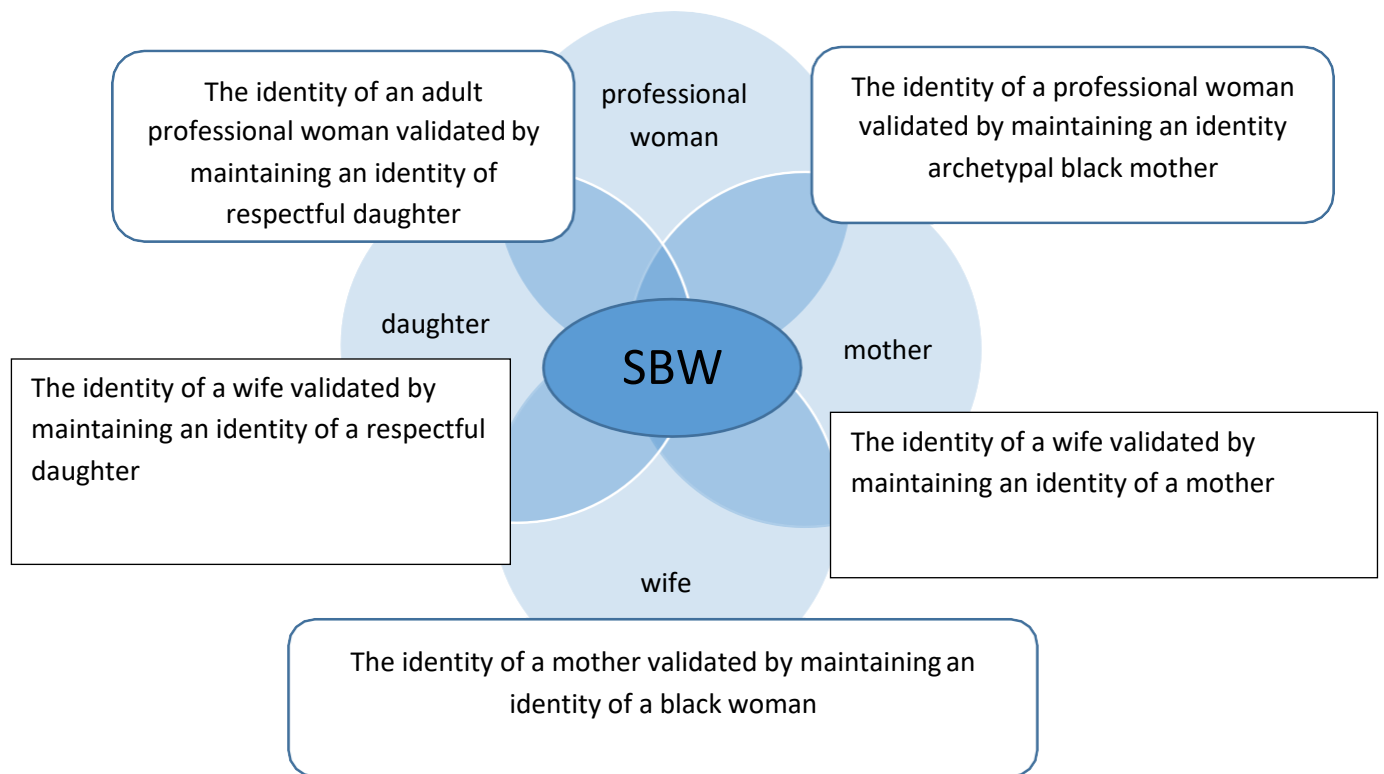 professional
woman
The identity of an adult
professional woman validated by
maintaining an identity of
respectful daughter
The identity of a professional woman
validated by maintaining an identity
archetypal black mother
daughter
SBW
mother
The identity of a wife validated by
maintaining an identity of a respectful
daughter
The identity of a wife validated by
maintaining an identity of a mother
wife
The identity of a mother validated by maintaining an
identity of a black woman